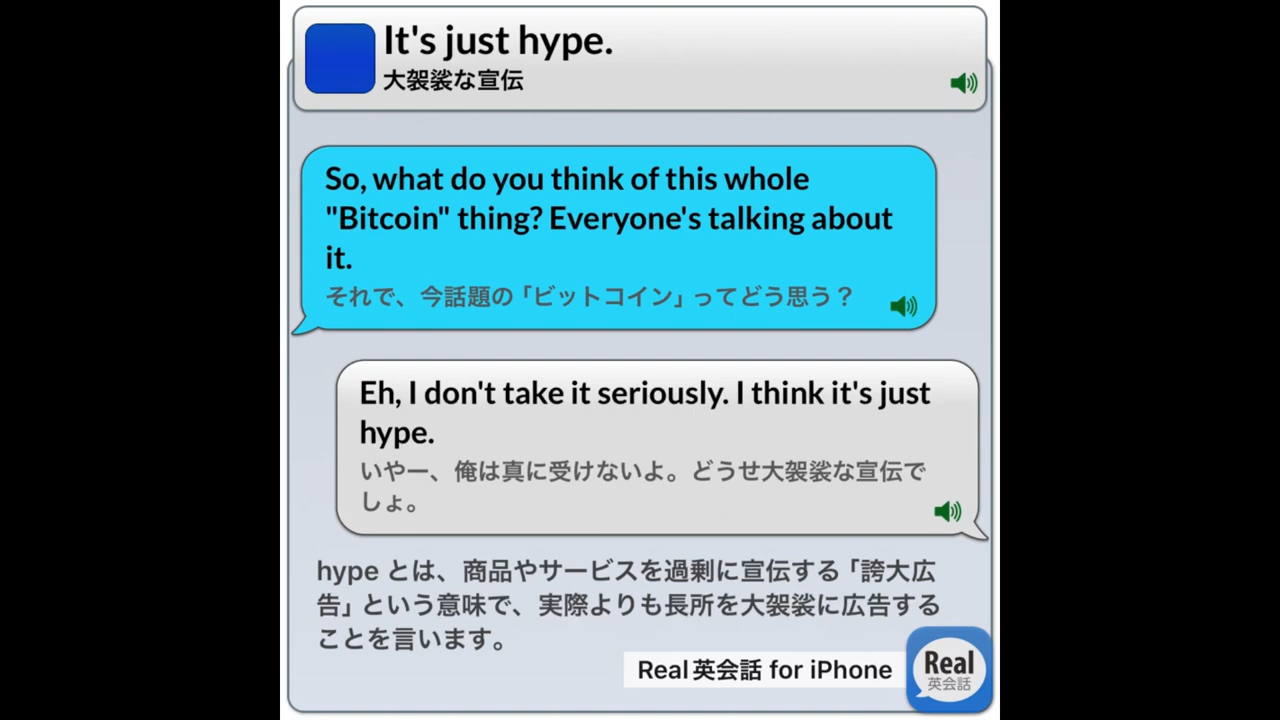 It's just hype.
大袈裟な宣伝
So, what do you think of this whole
"Bitcoin" thing? Everyone's talking about
it.
それで、今話題の「ビットコイン」ってどう思う？
Eh, I don't take it seriously. I think it's just
hype.
いやー、俺は真に受けないよ。どうせ大袈裟な宣伝で
しょ。
hype とは、商品やサービスを過剰に宣伝する「誇大広
告」という意味で、実際よりも長所を大袈裟に広告する
ことを言います。
Real英会話 for iPhone
Real
英会話